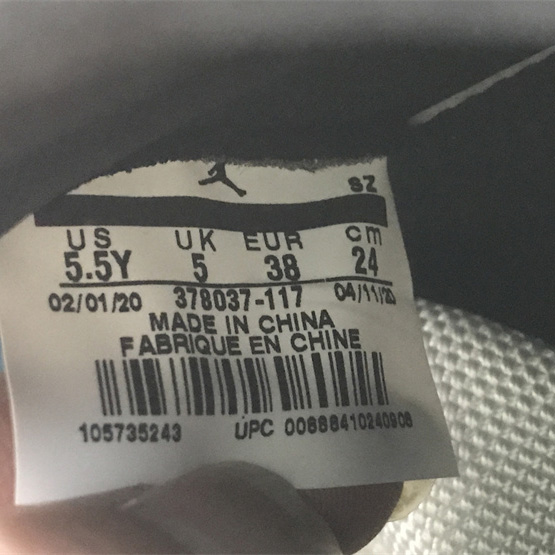 SZ
US UK EUR cm
5.5Y 5 38 24
02/01/20 378037-117 04/11/20
MADE IN CHINA
FABRIQUE EN CHINE
105735243 UPC 00688410240908